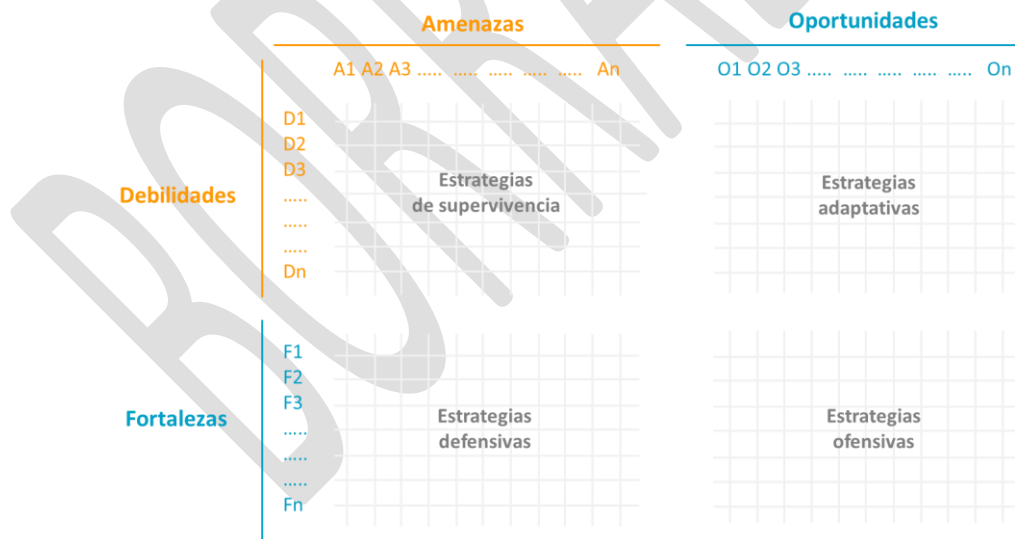 Amenazas
Oportunidades
A1 A2 A3 ..... ..... ..... ..... ..... An
O1 O2 O3 ..... ..... ..... ..... ..... On
D1
D2
D3
.....
.....
.....
Dn
Debilidades
Estrategias
de supervivencia
Estrategias
adaptativas
F1
F2
F3
.....
.....
.....
Fn
Fortalezas
Estrategias
defensivas
Estrategias
ofensivas